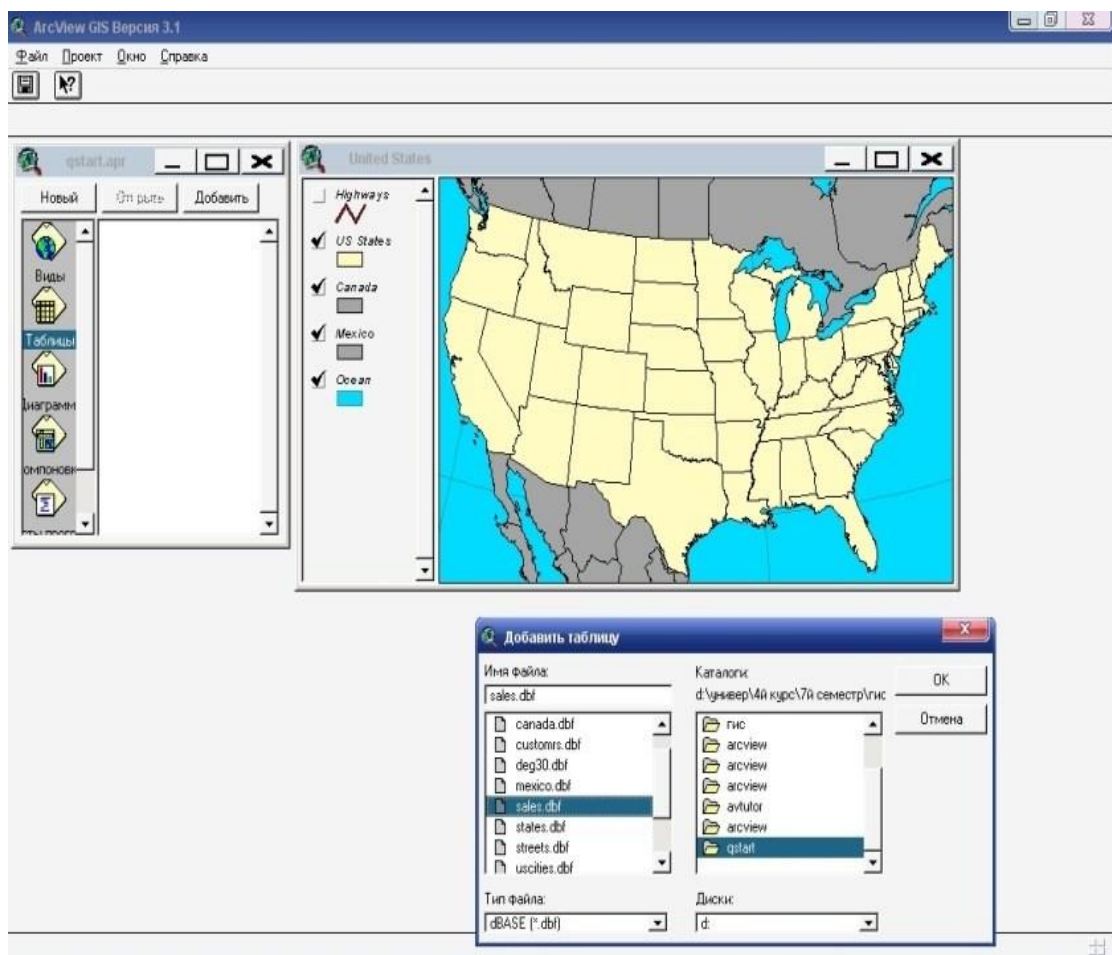 ArcView GIS Версия 3.1
Файл Проект Окно Справка
qstart.apr
Новый Открыть Добавить
Виды
Таблицы
Диаграмм
омпоновк
United States
Highways
US States
Canada
Mexico
Ocean
Добавить таблицу
Имя файла:
sales.dbf
canada.dbf
customrs.dbf
deg30.dbf
mexico.dbf
sales.dbf
states.dbf
streets.dbf
uscities.dbf
Тип файла:
dBASE (*.dbf)
Каталоги:
d:\универ\4й курс\7й семестр\гис
гис
arcview
arcview
arcview
avtutor
arcview
qstart
Диски:
d:
OK
Отмена